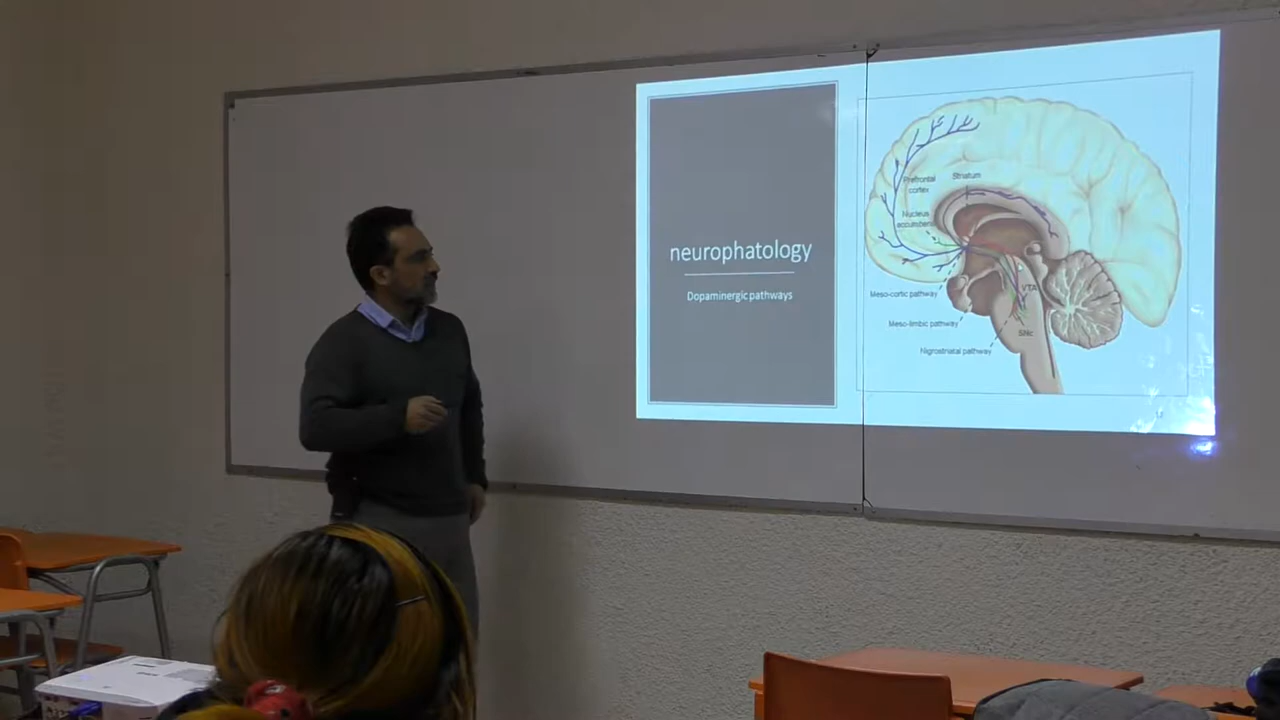 neurophatology
Dopaminergic pathways
Prefrontal
cortex
Striatum
Nucleus
accumbens
Meso-cortic pathway
Meso-limbic pathway
Nigrostriatal pathway
VTA
SNc